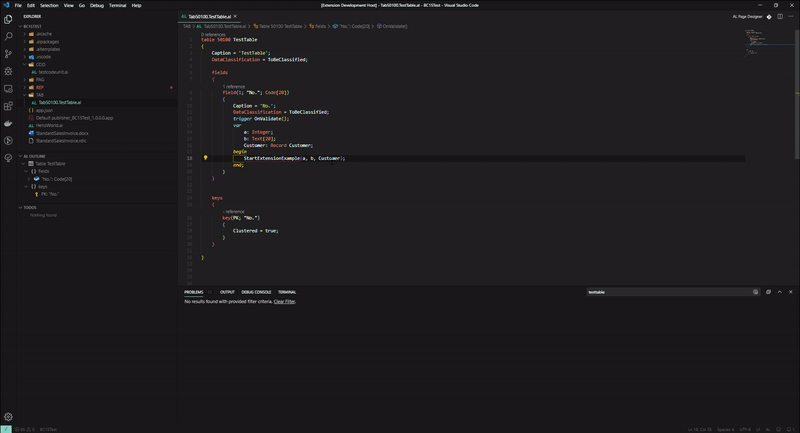 File Edit Selection View Go Debug Terminal Help
[Extension Development Host] - Tab50100.TestTable.al - BC15Test - Visual Studio Code
EXPLORER
BC15TEST
.alcache
.alpackages
.altemplates
.vscode
COD
testcodeunit.al
PAG
REP
TAB
Tab50100.TestTable.al
app.json
Default publisher_BC15Test_1.0.0.0.app
HelloWorld.al
StandardSalesInvoice.docx
StandardSalesInvoice.rdlc
AL OUTLINE
Table TestTable
fields
"No.": Code[20]
keys
PK: "No."
TODOS
Nothing found
Tab50100.TestTable.al
AL Page Designer
TAB > Tab50100.TestTable.al > Table 50100 TestTable > fields > "No.": Code[20] > OnValidate()
0 references
table 50100 TestTable
{
Caption = 'TestTable';
DataClassification = ToBeClassified;
fields
{
1 reference
field(1; "No."; Code[20])
{
Caption = 'No.';
DataClassification = ToBeClassified;
trigger OnValidate();
var
a: Integer;
b: Text[20];
Customer: Record Customer;
begin
StartExtensionExample(a, b, Customer);
end;
}
}
keys
{
- reference
key(PK; "No.")
{
Clustered = true;
}
}
}
PROBLEMS OUTPUT DEBUG CONSOLE TERMINAL
testtable
No results found with provided filter criteria. Clear Filter.
BC15Test
Spaces: 4 UTF-8